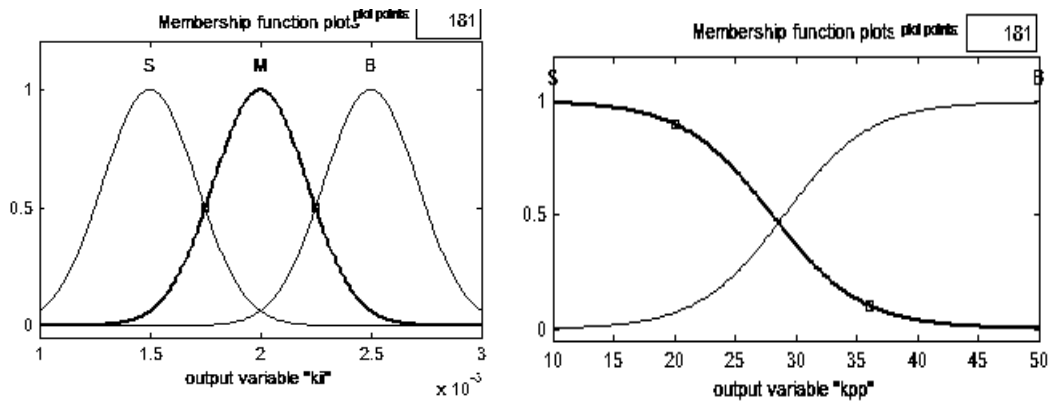 Membership function plots plot points: 181
S M B
1
0.5
0
1 1.5 2 2.5 3
output variable "kii"
x 10⁻³
Membership function plots plot points: 181
S B
1
0.5
0
10 15 20 25 30 35 40 45 50
output variable "kpp"